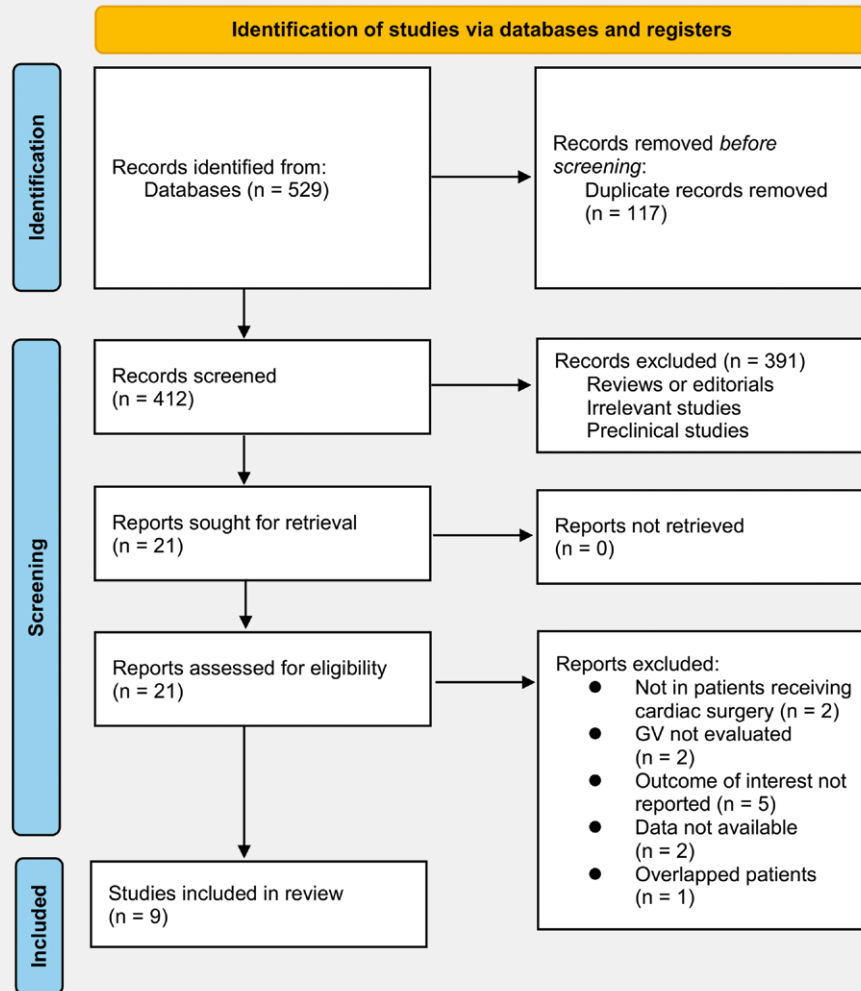 Identification of studies via databases and registers
Identification
Records identified from:
Databases (n = 529)
Records removed before
screening:
Duplicate records removed
(n = 117)
Screening
Records screened
(n = 412)
Records excluded (n = 391)
Reviews or editorials
Irrelevant studies
Preclinical studies
Reports sought for retrieval
(n = 21)
Reports not retrieved
(n = 0)
Reports assessed for eligibility
(n = 21)
Reports excluded:
● Not in patients receiving
cardiac surgery (n = 2)
● GV not evaluated
(n = 2)
● Outcome of interest not
reported (n = 5)
● Data not available
(n = 2)
● Overlapped patients
(n = 1)
Included
Studies included in review
(n = 9)